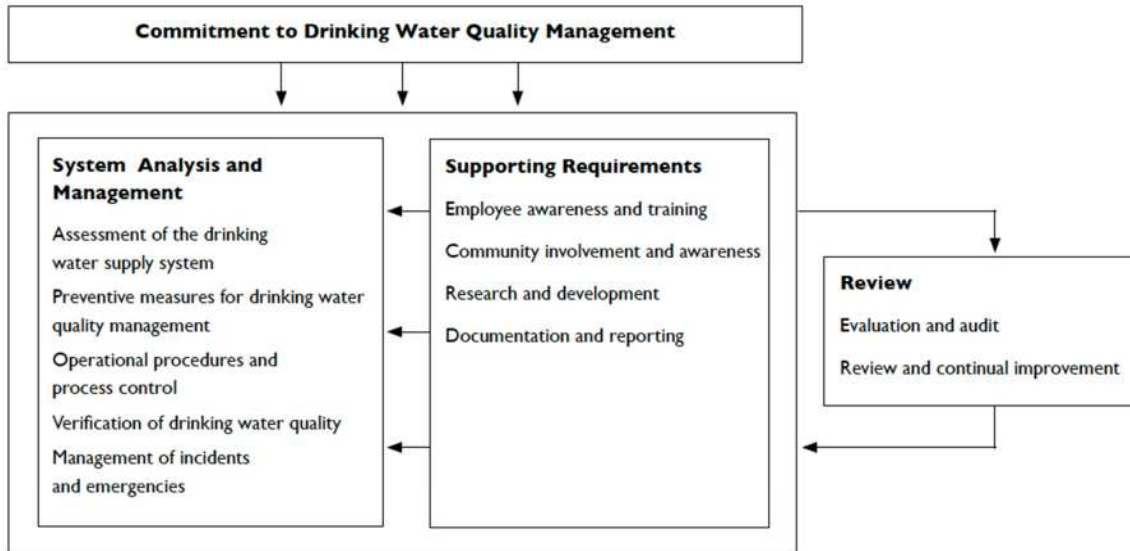 Commitment to Drinking Water Quality Management
System Analysis and
Management
Assessment of the drinking
water supply system
Preventive measures for drinking water
quality management
Operational procedures and
process control
Verification of drinking water quality
Management of incidents
and emergencies
Supporting Requirements
Employee awareness and training
Community involvement and awareness
Research and development
Documentation and reporting
Review
Evaluation and audit
Review and continual improvement